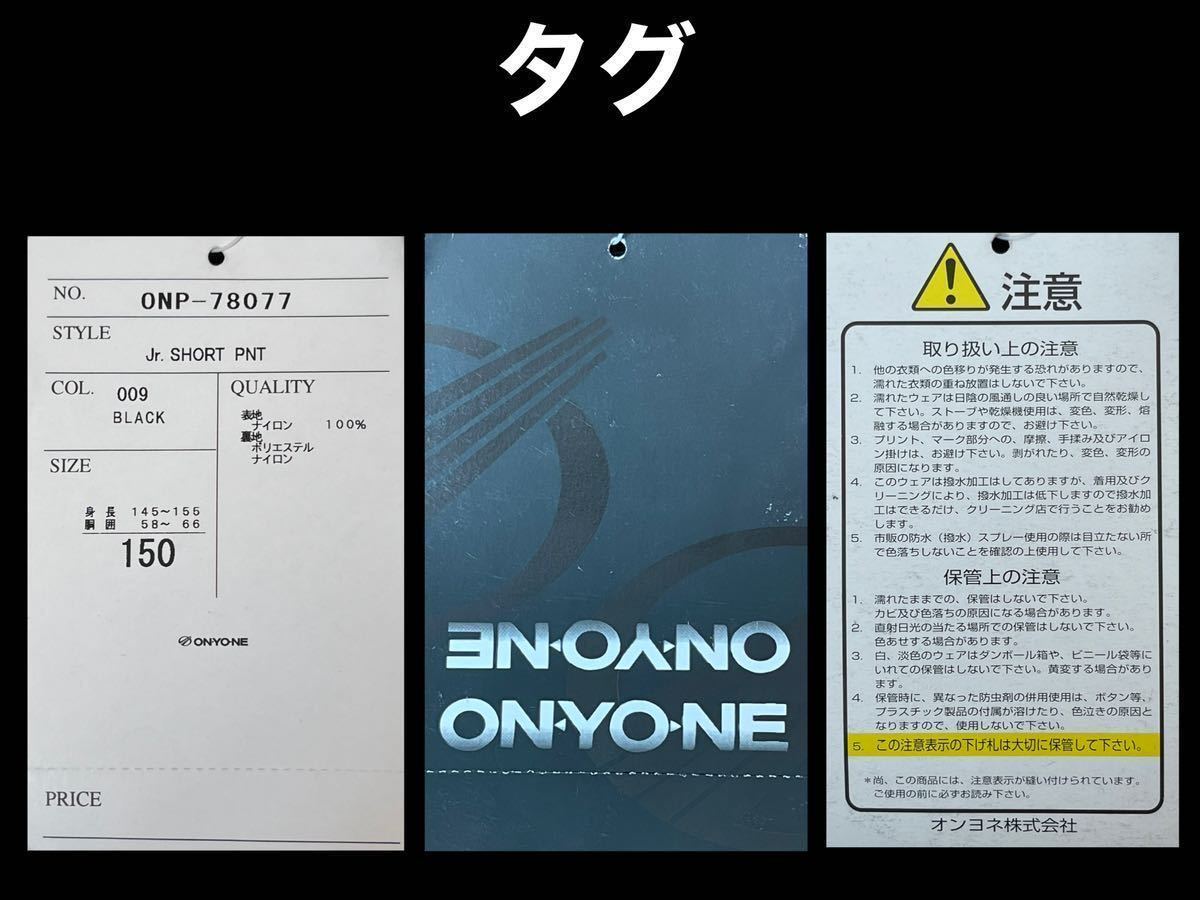 タグ
NO. ONP-78077
STYLE
Jr. SHORT PNT
COL. 009
BLACK
QUALITY
表地
ナイロン 100%
裏地
ポリエステル
ナイロン
SIZE
身長 145~155
胴囲 58~ 66
150
ON•YO•NE
PRICE
ON•YO•NE
ON•YO•NE
注意
取り扱い上の注意
1. 他の衣類への色移りが発生する恐れがありますので、
濡れた衣類の重ね放置はしないで下さい。
2. 濡れたウェアは日陰の風通しの良い場所で自然乾燥し
て下さい。ストーブや乾燥機使用は、変色、変形、熔
融する場合がありますので、お避け下さい。
3. プリント、マーク部分への、摩擦、手揉み及びアイロ
ン掛けは、お避け下さい。剥がれたり、変色、変形の
原因になります。
4. このウェアは撥水加工はしてありますが、着用及びク
リーニングにより、撥水加工は低下しますので撥水加
工はできるだけ、クリーニング店で行うことをお勧め
します。
5. 市販の防水（撥水）スプレー使用の際は目立たない所
で色落ちしないことを確認の上使用して下さい。
保管上の注意
1. 濡れたままでの、保管はしないで下さい。
カビ及び色落ちの原因になる場合があります。
2. 直射日光の当たる場所での保管はしないで下さい。
色あせする場合があります。
3. 白、淡色のウェアはダンボール箱や、ビニール袋等に
いれての保管はしないで下さい。黄変する場合があり
ます。
4. 保管時に、異なった防虫剤の併用使用は、ボタン等、
プラスチック製品の付属が溶けたり、色泣きの原因と
なりますので、使用しないで下さい。
5. この注意表示の下げ札は大切に保管して下さい。
*尚、この商品には、注意表示が縫い付けられています。
ご使用の前に必ずお読み下さい。
オンヨネ株式会社